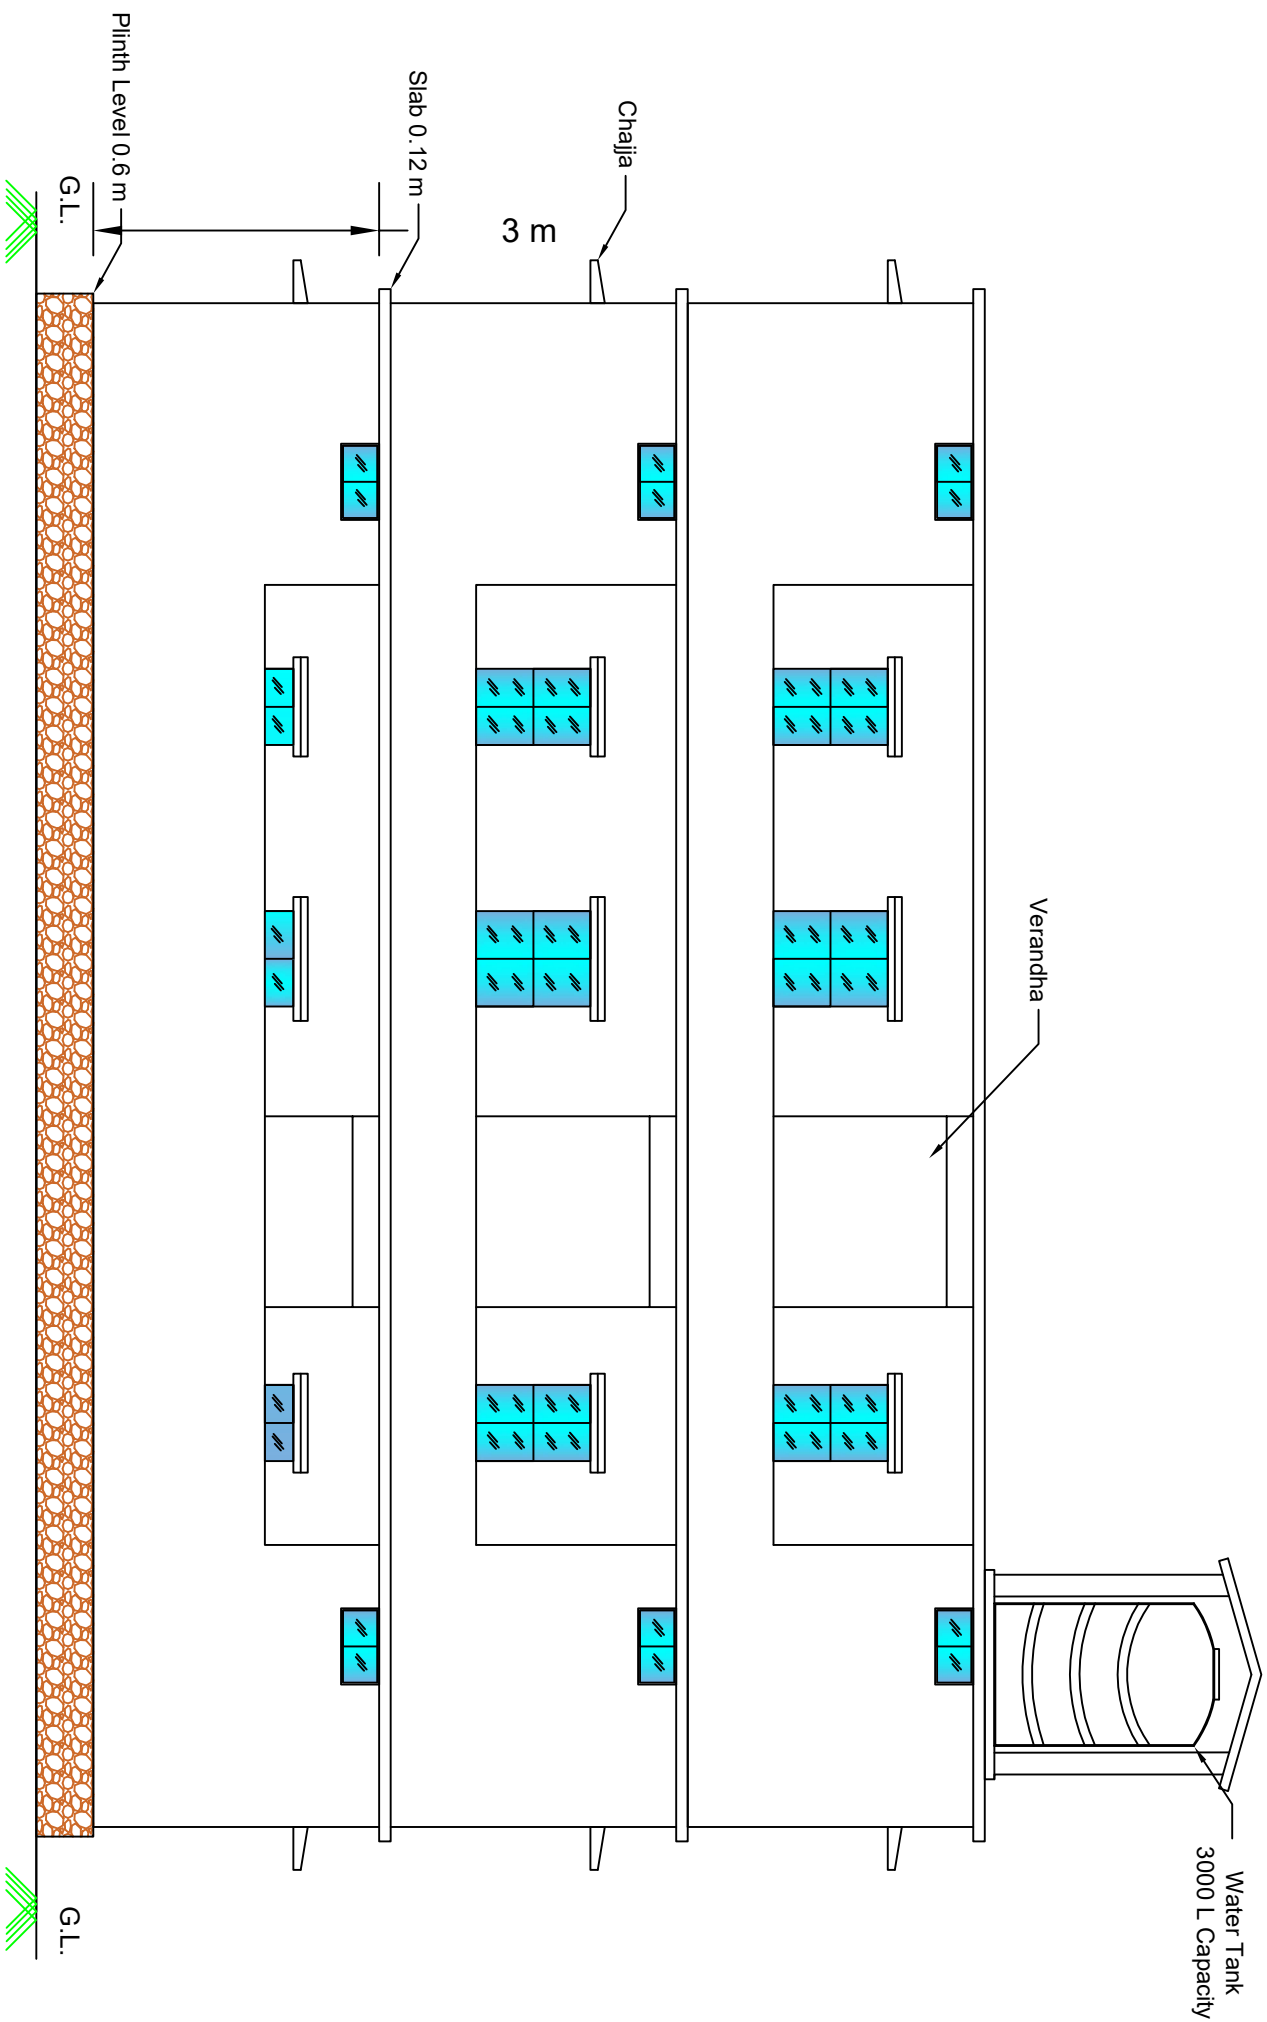 Water Tank
3000 L Capacity
Verandha
Chajja
3 m
Slab 0.12 m
Plinth Level 0.6 m
G.L.
G.L.